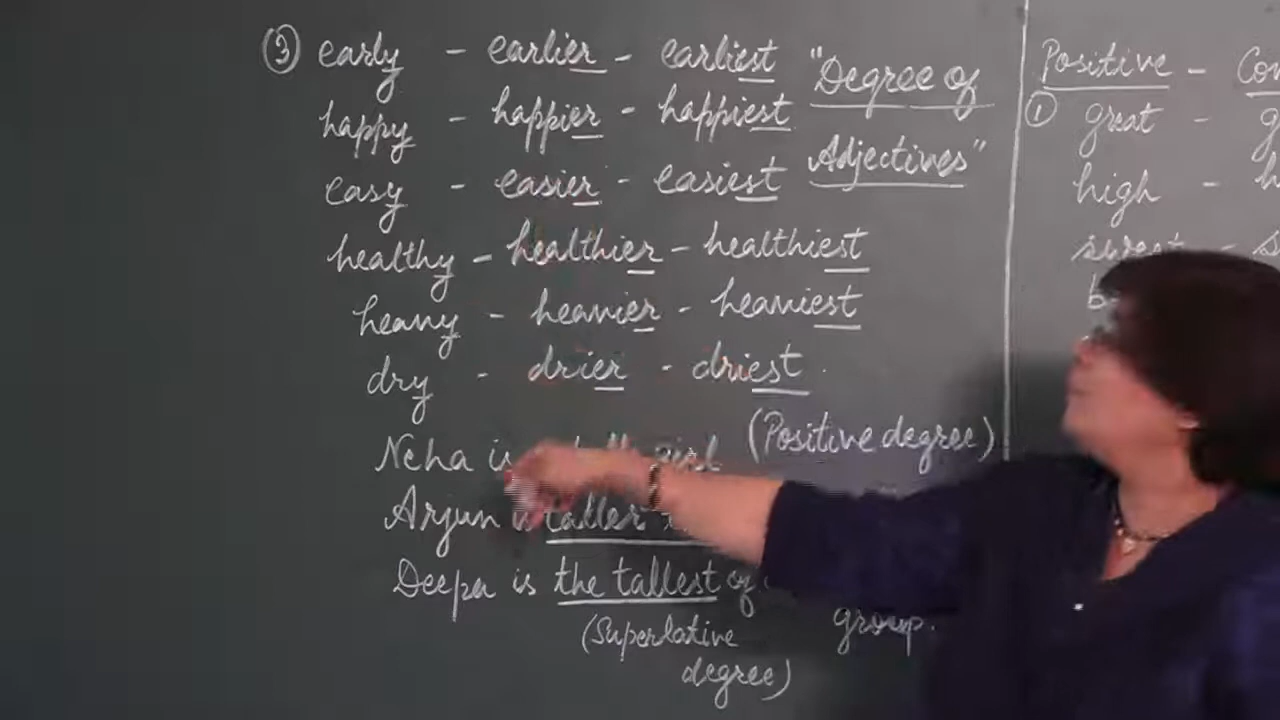 ③ early - earlier - earliest
"Degree of
Adjectives"
happy - happier - happiest
easy - easier - easiest
healthy - healthier - healthiest
heavy - heavier - heaviest
dry - drier - driest.
Neha is girl (Positive degree)
Arjun is taller
Deepa is the tallest of
group.
(Superlative
degree)
Positive -
① great -
high -
sweet -